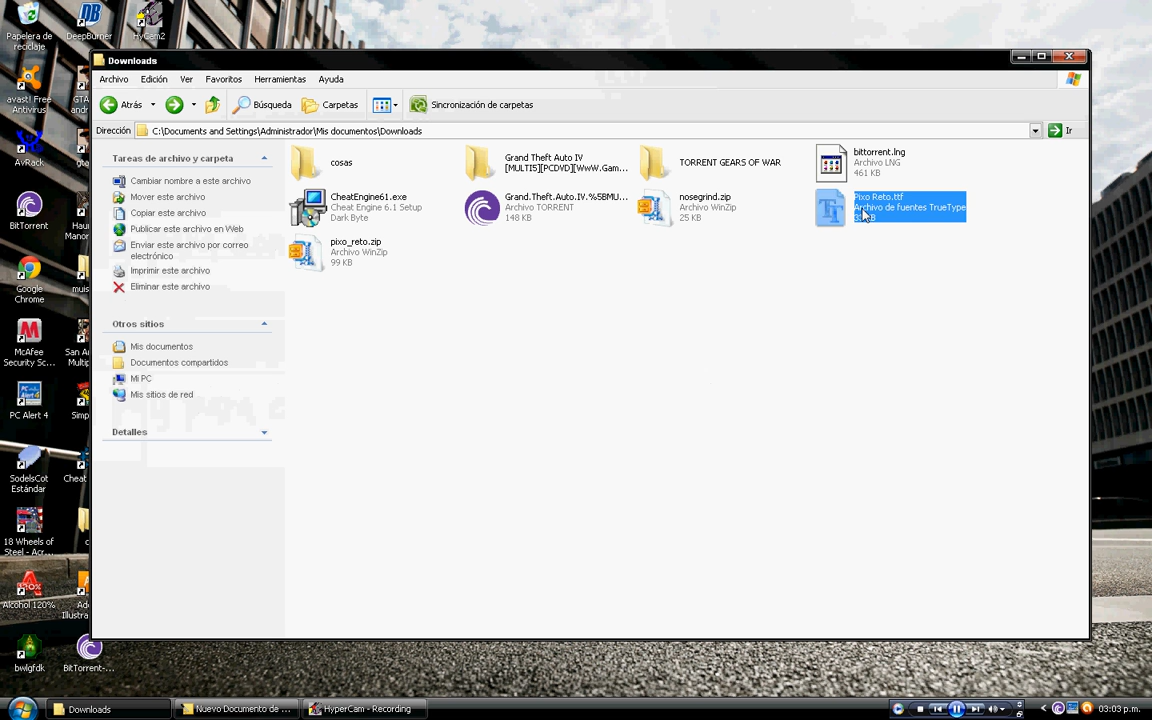 Papelera de
reciclaje
DeepBurner
HyCam2
avast! Free
Antivirus
AvRack
BitTorrent
Google
Chrome
McAfee
Security Sc...
PC Alert 4
SodelsCot
Estándar
18 Wheels of
Steel - Acr...
Alcohol 120%
bwlgfdk
BitTorrent-...
GTA
Downloads
Archivo Edición Ver Favoritos Herramientas Ayuda
Atrás Búsqueda Carpetas Sincronización de carpetas
Dirección C:\Documents and Settings\Administrador\Mis documentos\Downloads Ir
Tareas de archivo y carpeta
Cambiar nombre a este archivo
Mover este archivo
Copiar este archivo
Publicar este archivo en Web
Enviar este archivo por correo
electrónico
Imprimir este archivo
Eliminar este archivo
Otros sitios
Mis documentos
Documentos compartidos
Mi PC
Mis sitios de red
Detalles
cosas
Grand Theft Auto IV
[MULTI5][PCDVD][WwW.Gam...
TORRENT GEARS OF WAR
bittorrent.lng
Archivo LNG
461 KB
CheatEngine61.exe
Cheat Engine 6.1 Setup
Dark Byte
Grand.Theft.Auto.IV.%5BMU...
Archivo TORRENT
148 KB
nosegrind.zip
Archivo WinZip
25 KB
Pixo Reto.ttf
Archivo de fuentes TrueType
pixo_reto.zip
Archivo WinZip
99 KB
Downloads
Nuevo Documento de ...
HyperCam - Recording
03:03 p.m.